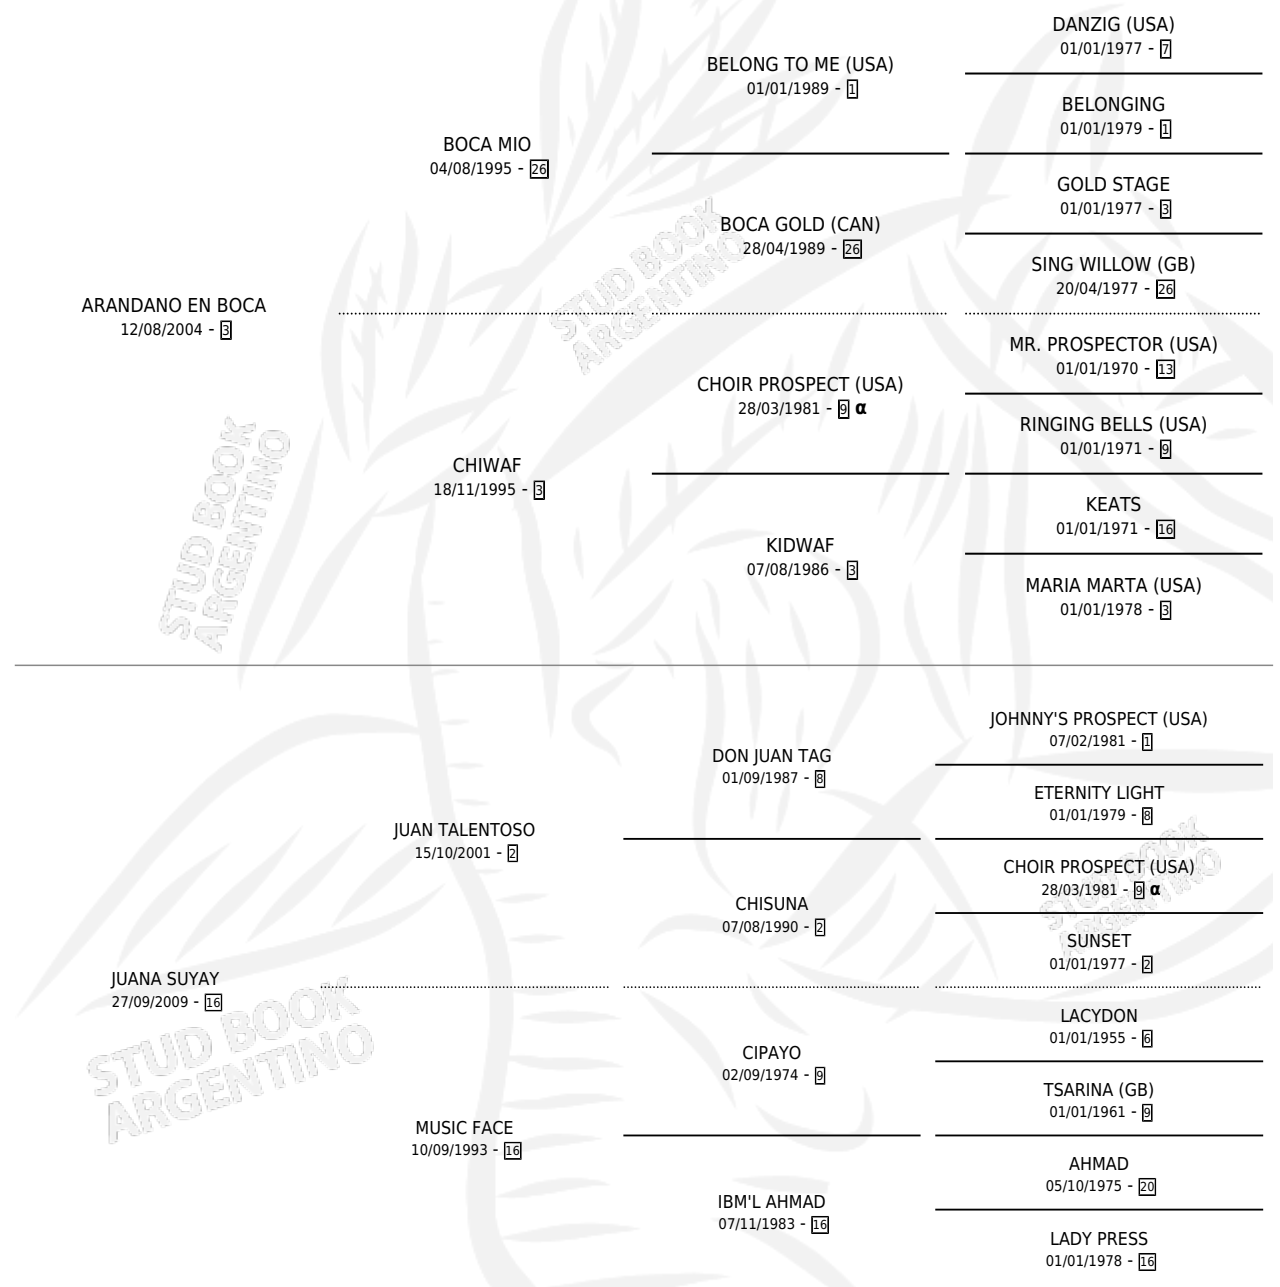 DANZIG (USA)
01/01/1977 - 7
BELONG TO ME (USA)
01/01/1989 - 1
BELONGING
01/01/1979 - 1
BOCA MIO
04/08/1995 - 26
GOLD STAGE
01/01/1977 - 3
BOCA GOLD (CAN)
28/04/1989 - 26
SING WILLOW (GB)
20/04/1977 - 26
STUD BOOK
ARGENTINO
ARANDANO EN BOCA
12/08/2004 - 3
MR. PROSPECTOR (USA)
01/01/1970 - 13
CHOIR PROSPECT (USA)
28/03/1981 - 9 α
RINGING BELLS (USA)
01/01/1971 - 9
CHIWAF
18/11/1995 - 3
KEATS
01/01/1971 - 16
KIDWAF
07/08/1986 - 3
MARIA MARTA (USA)
01/01/1978 - 3
STUD BOOK
ARGENTINO
JOHNNY'S PROSPECT (USA)
07/02/1981 - 1
DON JUAN TAG
01/09/1987 - 8
ETERNITY LIGHT
01/01/1979 - 8
JUAN TALENTOSO
15/10/2001 - 2
CHOIR PROSPECT (USA)
28/03/1981 - 9 α
CHISUNA
07/08/1990 - 2
SUNSET
01/01/1977 - 2
STUD BOOK
ARGENTINO
JUANA SUYAY
27/09/2009 - 16
LACYDON
01/01/1955 - 6
CIPAYO
02/09/1974 - 9
TSARINA (GB)
01/01/1961 - 9
STUD BOOK
ARGENTINO
MUSIC FACE
10/09/1993 - 16
AHMAD
05/10/1975 - 20
IBM'L AHMAD
07/11/1983 - 16
LADY PRESS
01/01/1978 - 16